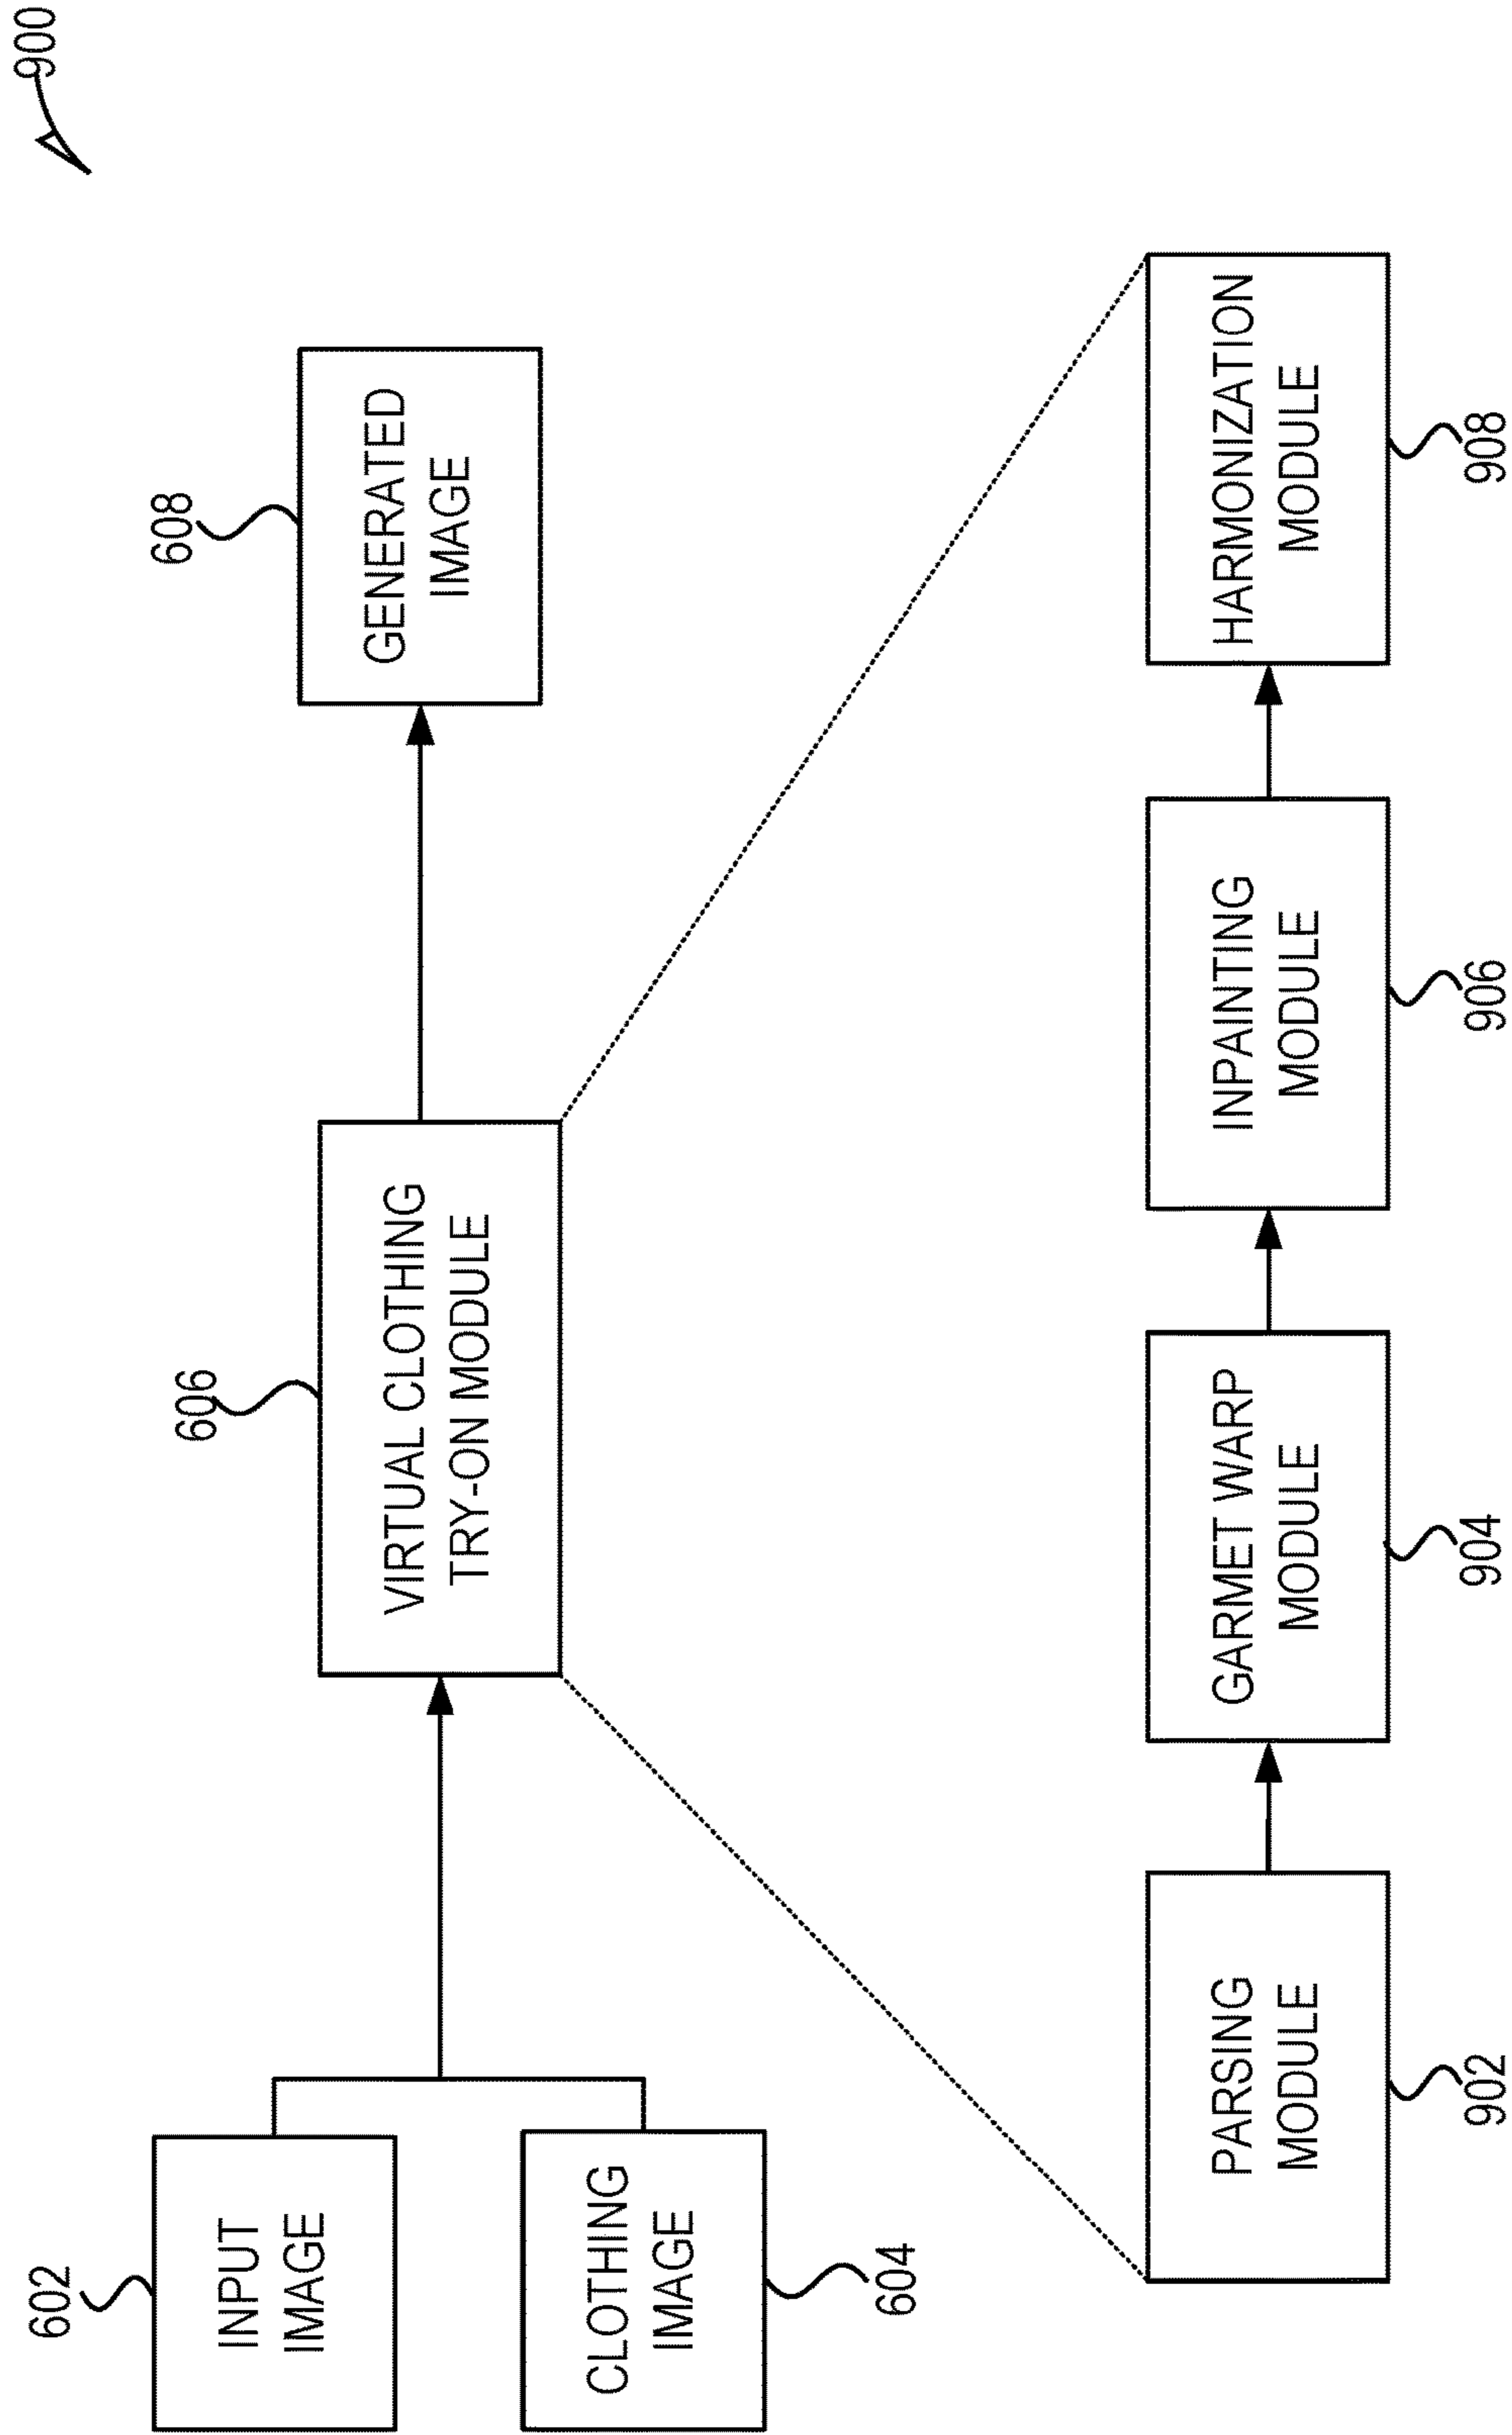 900
602
INPUT
IMAGE
604
CLOTHING
IMAGE
606
VIRTUAL CLOTHING
TRY-ON MODULE
608
GENERATED
IMAGE
PARSING
MODULE
902
GARMET WARP
MODULE
904
INPAINTING
MODULE
906
HARMONIZATION
MODULE
908